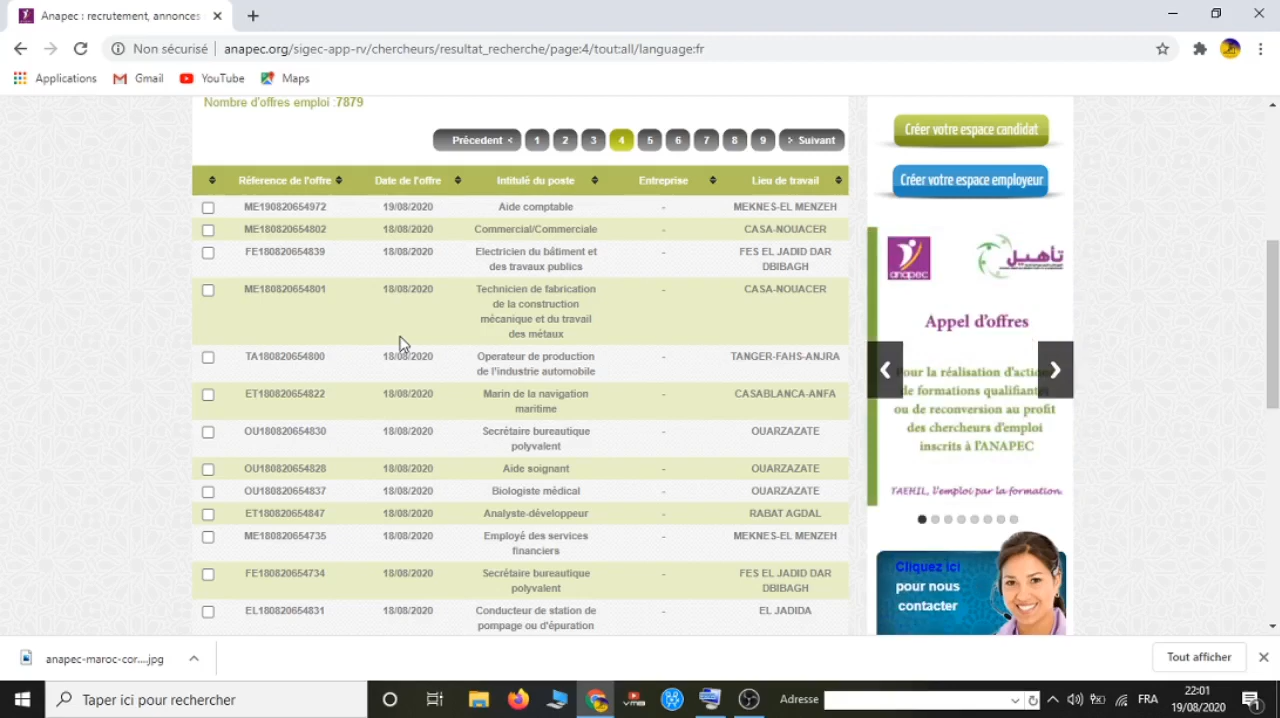 Anapec : recrutement, annonces
Non sécurisé
anapec.org/sigec-app-rv/chercheurs/resultat_recherche/page:4/tout:all/language:fr
Applications
Gmail
YouTube
Maps
Nombre d'offres emploi :7879
Précedent < 1 2 3 4 5 6 7 8 9 > Suivant
Réference de l'offre Date de l'offre Intitulé du poste Entreprise Lieu de travail
ME190820654972 19/08/2020 Aide comptable - MEKNES-EL MENZEH
ME180820654802 18/08/2020 Commercial/Commerciale - CASA-NOUACER
FE180820654839 18/08/2020 Electricien du bâtiment et - FES EL JADID DAR
des travaux publics DBIBAGH
ME180820654801 18/08/2020 Technicien de fabrication - CASA-NOUACER
de la construction
mécanique et du travail
des métaux
TA180820654800 18/08/2020 Operateur de production - TANGER-FAHS-ANJRA
de l'industrie automobile
ET180820654822 18/08/2020 Marin de la navigation - CASABLANCA-ANFA
maritime
OU180820654830 18/08/2020 Secrétaire bureautique - OUARZAZATE
polyvalent
OU180820654828 18/08/2020 Aide soignant - OUARZAZATE
OU180820654837 18/08/2020 Biologiste médical - OUARZAZATE
ET180820654847 18/08/2020 Analyste-développeur - RABAT AGDAL
ME180820654735 18/08/2020 Employé des services - MEKNES-EL MENZEH
financiers
FE180820654734 18/08/2020 Secrétaire bureautique - FES EL JADID DAR
polyvalent DBIBAGH
EL180820654831 18/08/2020 Conducteur de station de - EL JADIDA
pompage ou d'épuration
Créer votre espace candidat
Créer votre espace employeur
anapec
تأهيل
Appel d'offres
Pour la réalisation d'action
de formations qualifiante
ou de reconversion au profit
des chercheurs d'emploi
inscrits à l'ANAPEC
TAEHIL, l'emploi par la formation.
Cliquez ici
pour nous
contacter
anapec-maroc-cor....jpg
Tout afficher
Taper ici pour rechercher
Adresse
FRA
22:01
19/08/2020